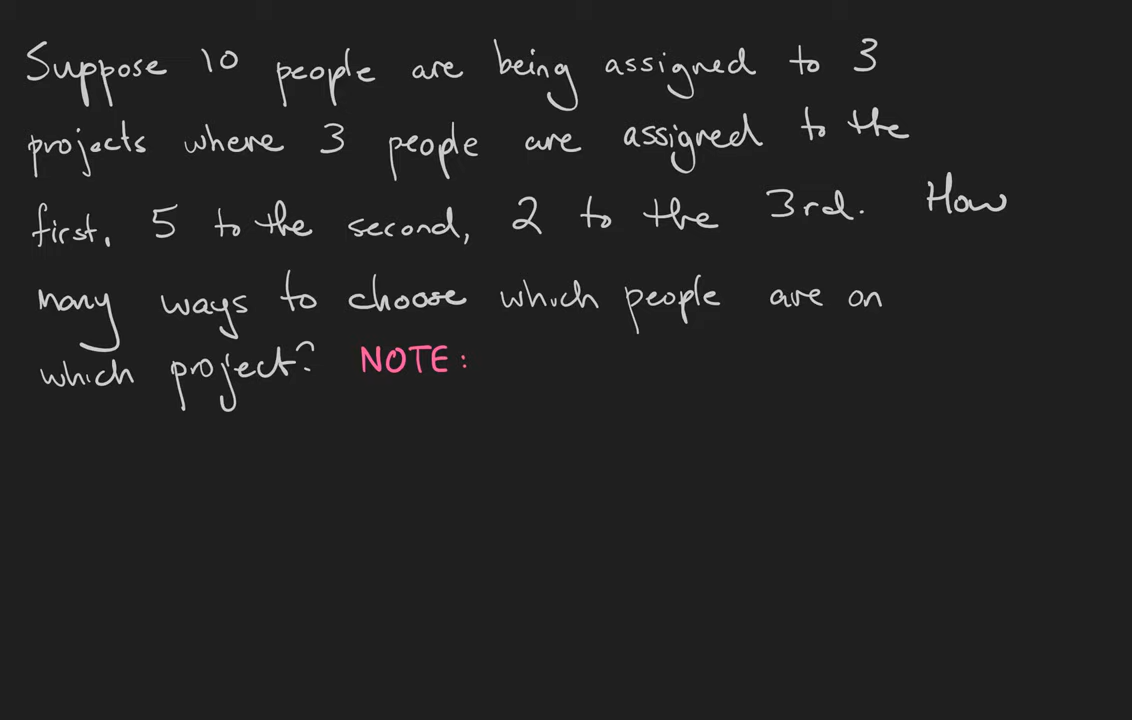 Suppose 10 people are being assigned to 3
projects where 3 people are assigned to the
first, 5 to the second, 2 to the 3rd. How
many ways to choose which people are on
which project? NOTE: